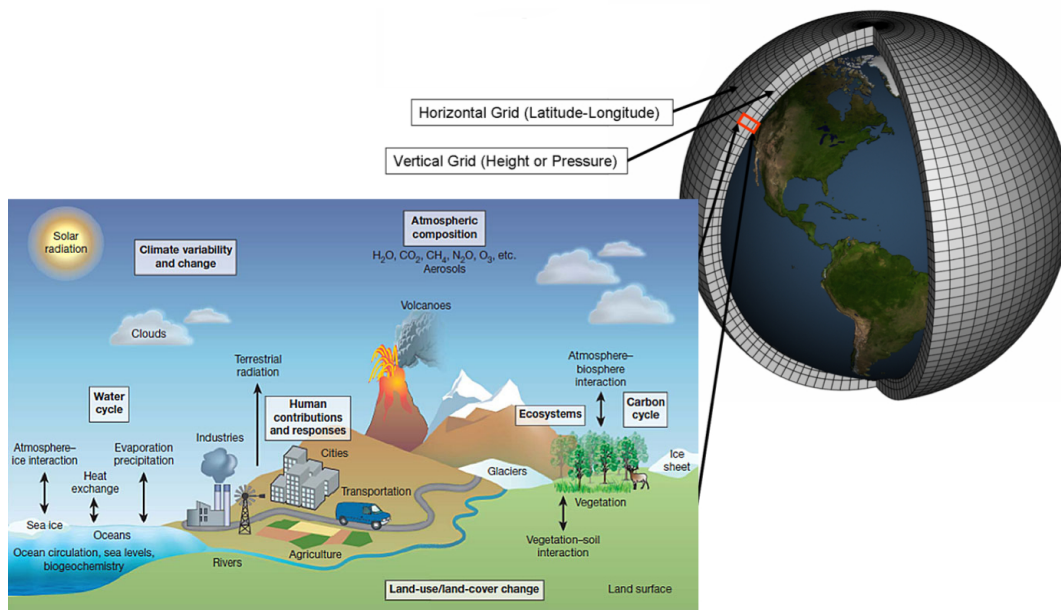 Horizontal Grid (Latitude-Longitude)
Vertical Grid (Height or Pressure)
Solar
radiation
Climate variability
and change
Atmospheric
composition
H₂O, CO₂, CH₄, N₂O, O₃, etc.
Aerosols
Clouds
Volcanoes
Terrestrial
radiation
Atmosphere–
biosphere
interaction
Water
cycle
Human
contributions
and responses
Ecosystems
Carbon
cycle
Atmosphere–
ice interaction
Heat
exchange
Evaporation
precipitation
Industries
Cities
Transportation
Glaciers
Ice
sheet
Vegetation
Sea ice
Oceans
Ocean circulation, sea levels,
biogeochemistry
Rivers
Agriculture
Vegetation–soil
interaction
Land-use/land-cover change
Land surface